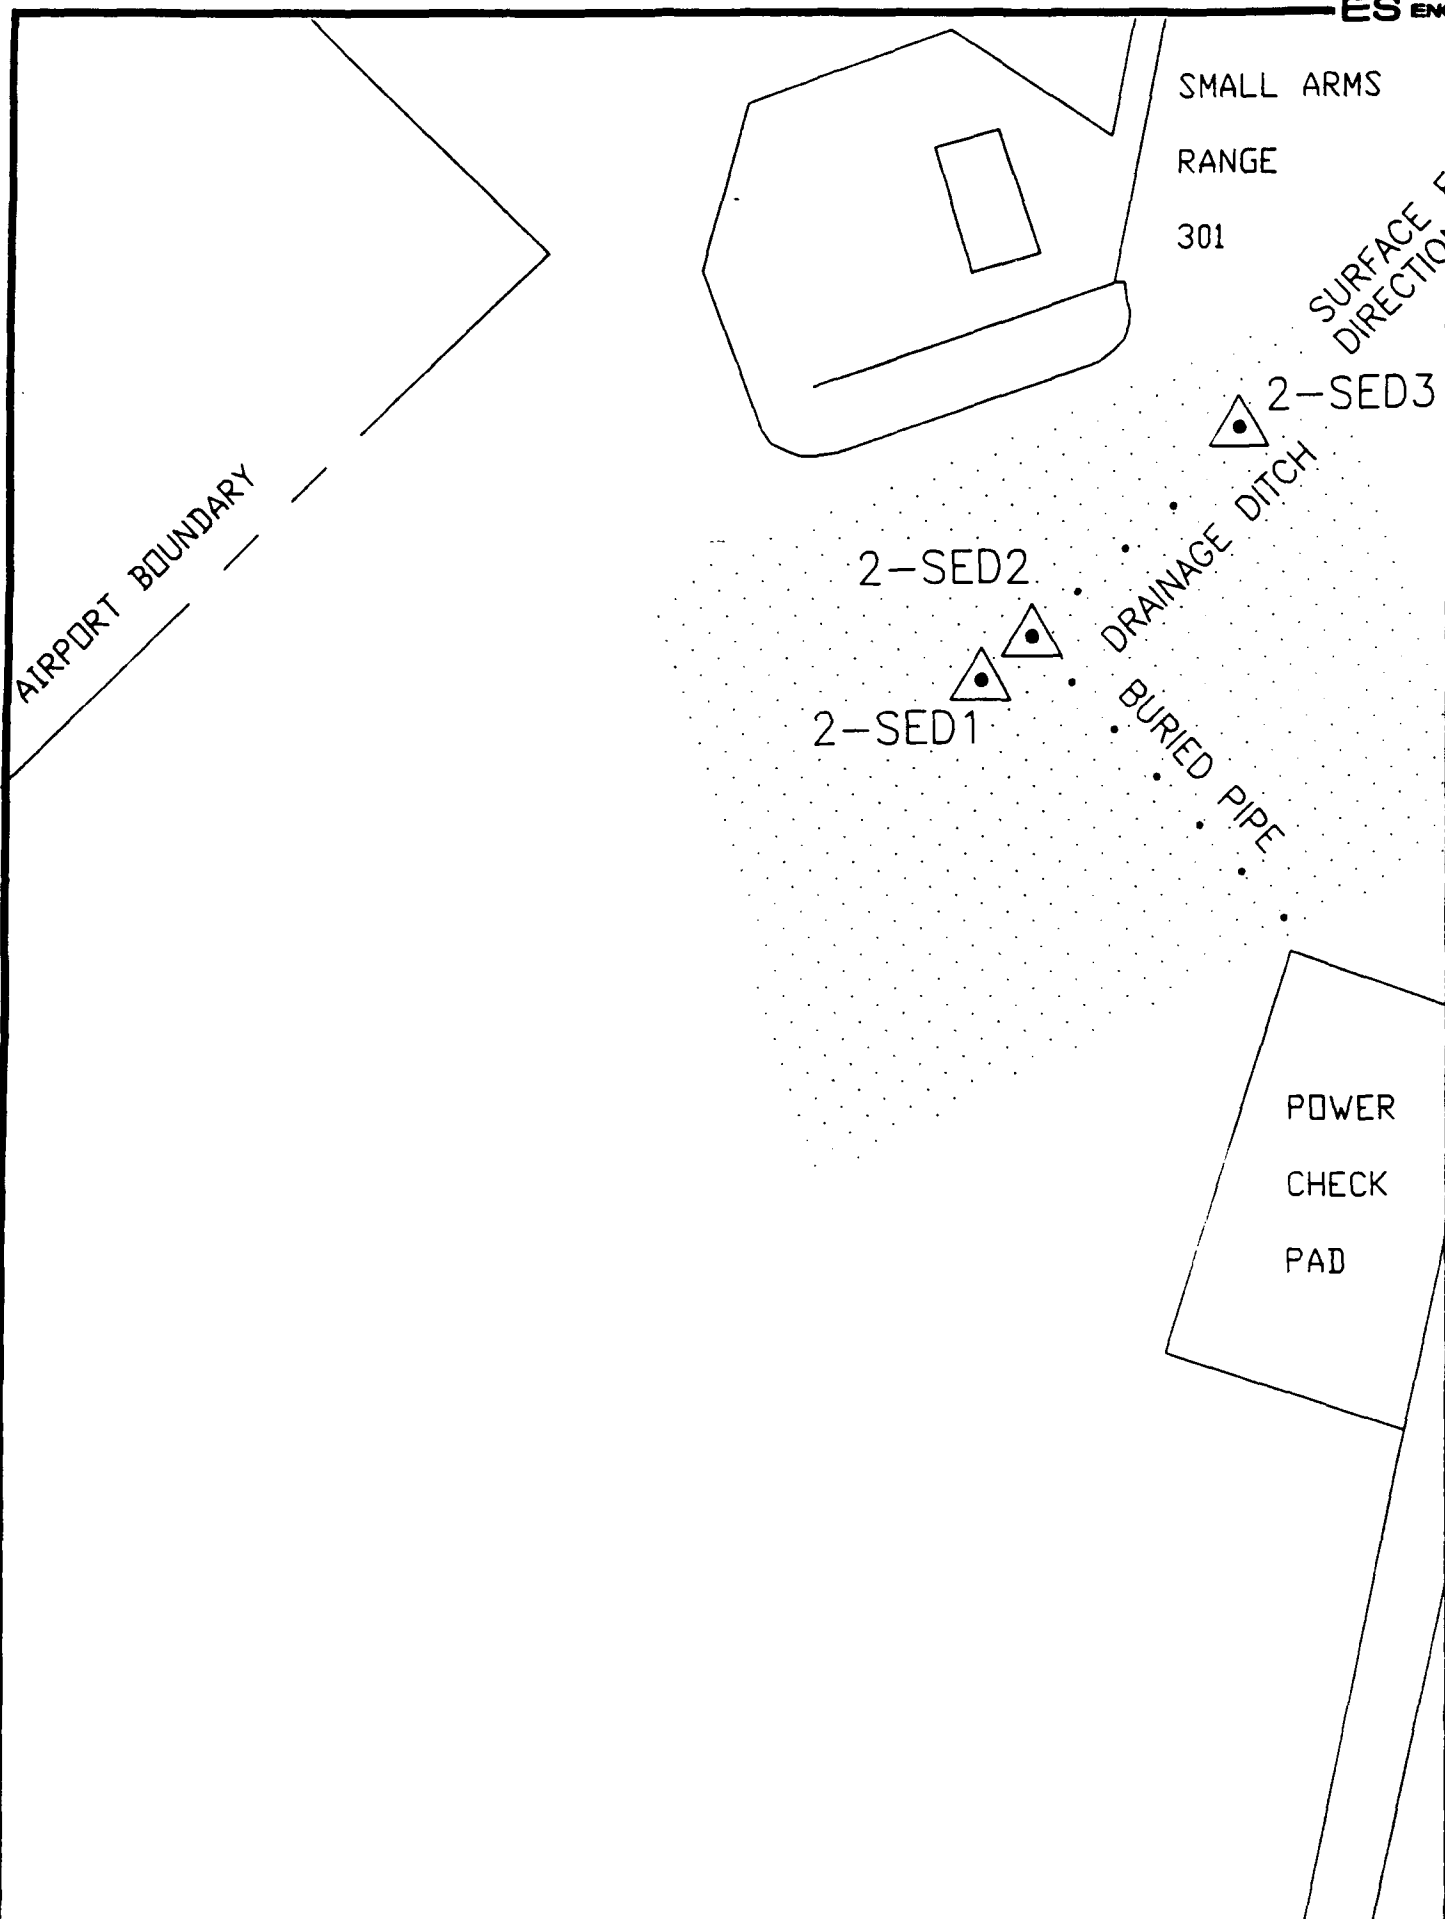 ES
SMALL ARMS
RANGE
301
SURFACE
DIRECTION
2-SED3
AIRPORT BOUNDARY
DRAINAGE DITCH
2-SED2
2-SED1
BURIED PIPE
POWER
CHECK
PAD